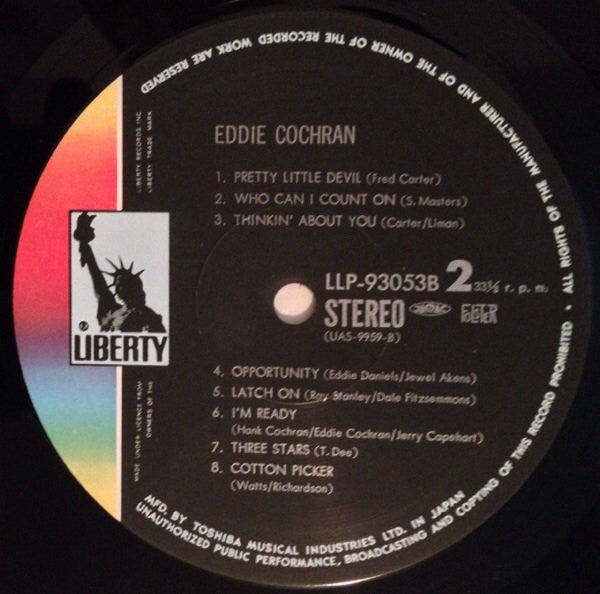 EDDIE COCHRAN
1. PRETTY LITTLE DEVIL (Fred Carter)
2. WHO CAN I COUNT ON (S. Masters)
3. THINKIN' ABOUT YOU (Carter/Liman)
LLP-93053B 2 33⅓ r. p. m.
STEREO
(UAS-9959-B)
4. OPPORTUNITY (Eddie Daniels/Jewel Akens)
5. LATCH ON (Ray Stanley/Dale Fitzsemmons)
6. I'M READY
(Hank Cochran/Eddie Cochran/Jerry Capehart)
7. THREE STARS (T. Dee)
8. COTTON PICKER
(Watts/Richardson)
LIBERTY
LIBERTY RECORDS INC.
LIBERTY TRADE MARK
MADE UNDER LICENCE FROM
OWNERS OF THE
MFD. BY TOSHIBA MUSICAL INDUSTRIES LTD. IN JAPAN
UNAUTHORIZED PUBLIC PERFORMANCE, BROADCASTING AND COPYING OF THIS RECORD PROHIBITED • ALL RIGHTS OF THE MANUFACTURER AND OF THE OWNER OF THE RECORDED WORK ARE RESERVED